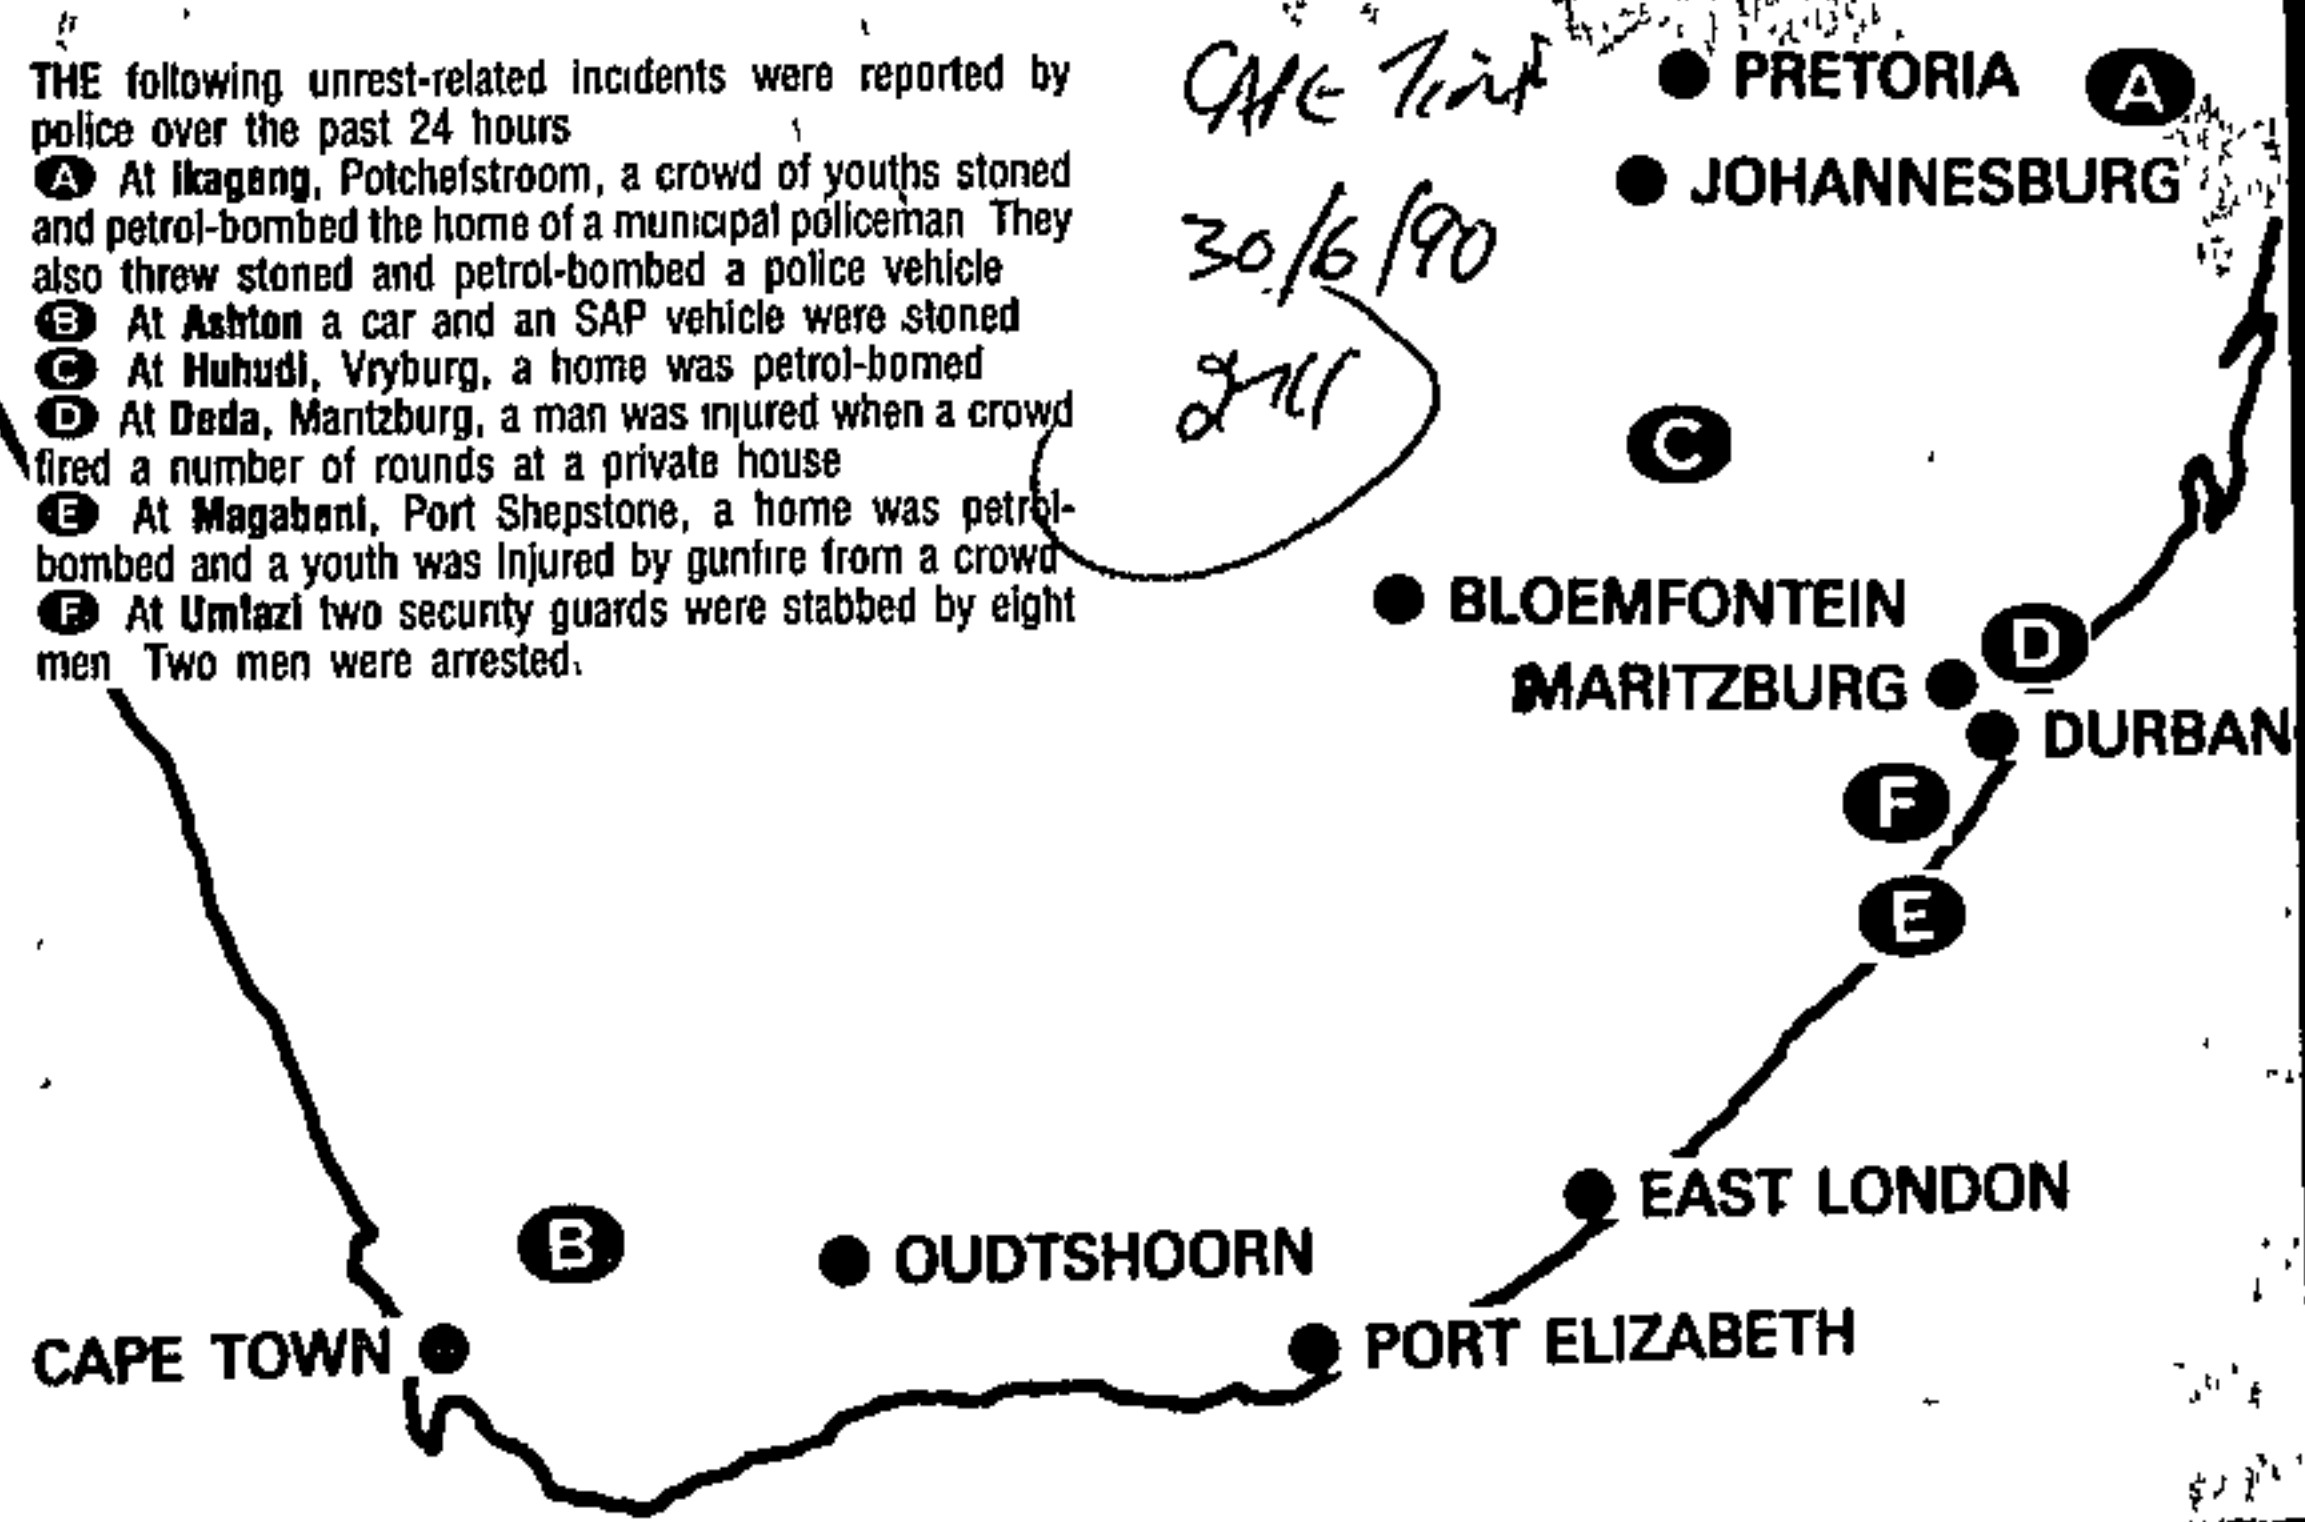 THE following unrest-related incidents were reported by
police over the past 24 hours
A At Ikageng, Potchefstroom, a crowd of youths stoned
and petrol-bombed the home of a municipal policeman They
also threw stoned and petrol-bombed a police vehicle
B At Ashton a car and an SAP vehicle were stoned
C At Huhudi, Vryburg, a home was petrol-bomed
D At Deda, Maritzburg, a man was injured when a crowd
fired a number of rounds at a private house
E At Magabeni, Port Shepstone, a home was petrol-
bombed and a youth was injured by gunfire from a crowd
F At Umlazi two security guards were stabbed by eight
men Two men were arrested.
CAPE
30/6/90
PRETORIA
A
JOHANNESBURG
C
BLOEMFONTEIN
D
MARITZBURG
DURBAN
F
E
EAST LONDON
B
OUDTSHOORN
CAPE TOWN
PORT ELIZABETH